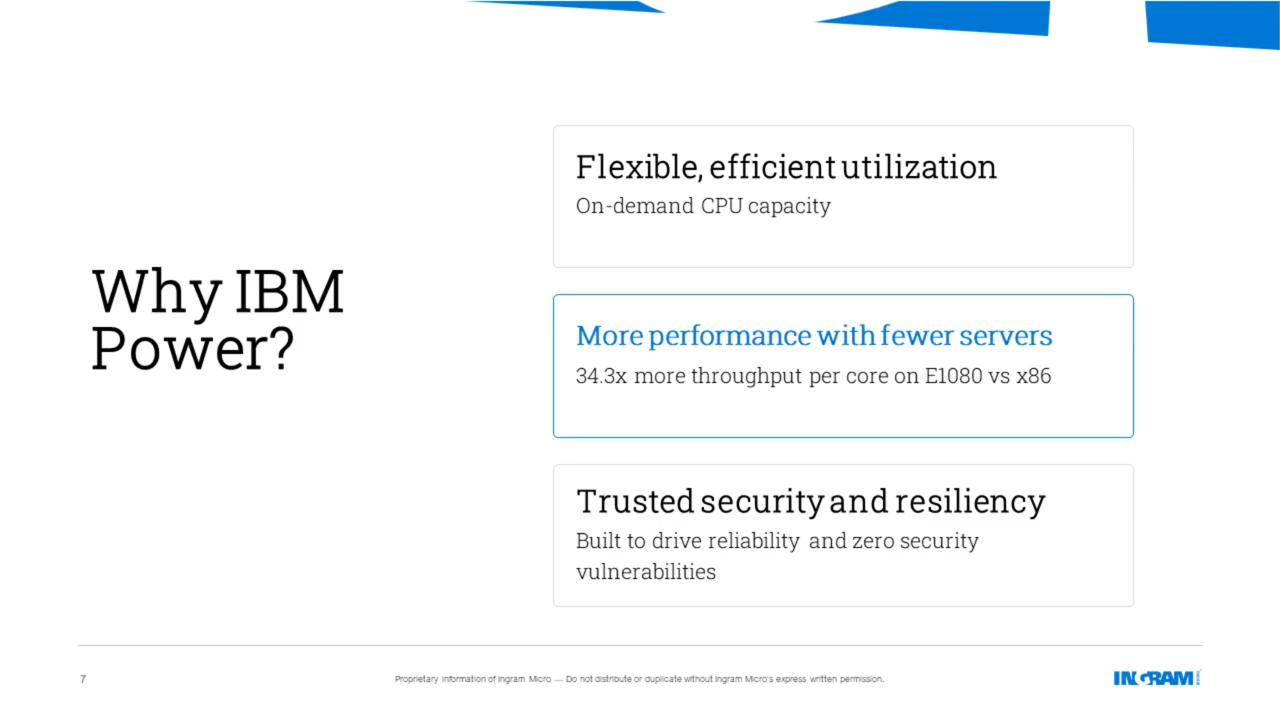 Why IBM
Power?
Flexible, efficient utilization
On-demand CPU capacity
More performance with fewer servers
34.3x more throughput per core on E1080 vs x86
Trusted security and resiliency
Built to drive reliability and zero security
vulnerabilities
7
Proprietary information of Ingram Micro — Do not distribute or duplicate without Ingram Micro's express written permission.
INGRAM